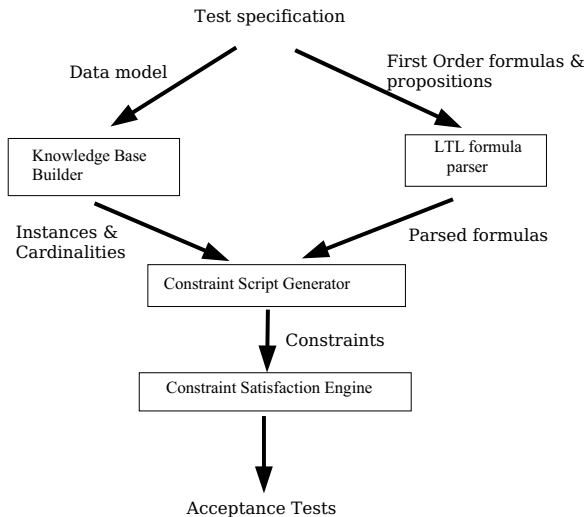 Test specification
Data model
First Order formulas &
propositions
Knowledge Base
Builder
LTL formula
parser
Instances &
Cardinalities
Parsed formulas
Constraint Script Generator
Constraints
Constraint Satisfaction Engine
Acceptance Tests